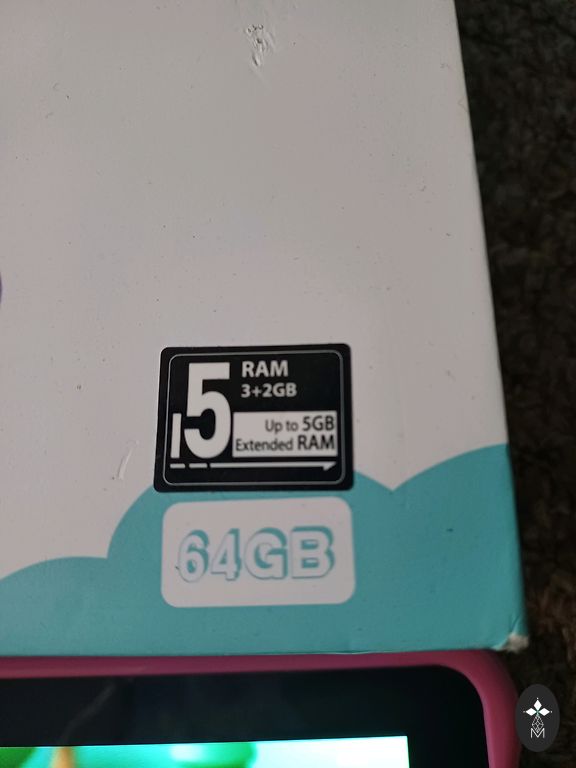 5
RAM
3+2GB
Up to 5GB
Extended RAM
64GB
M